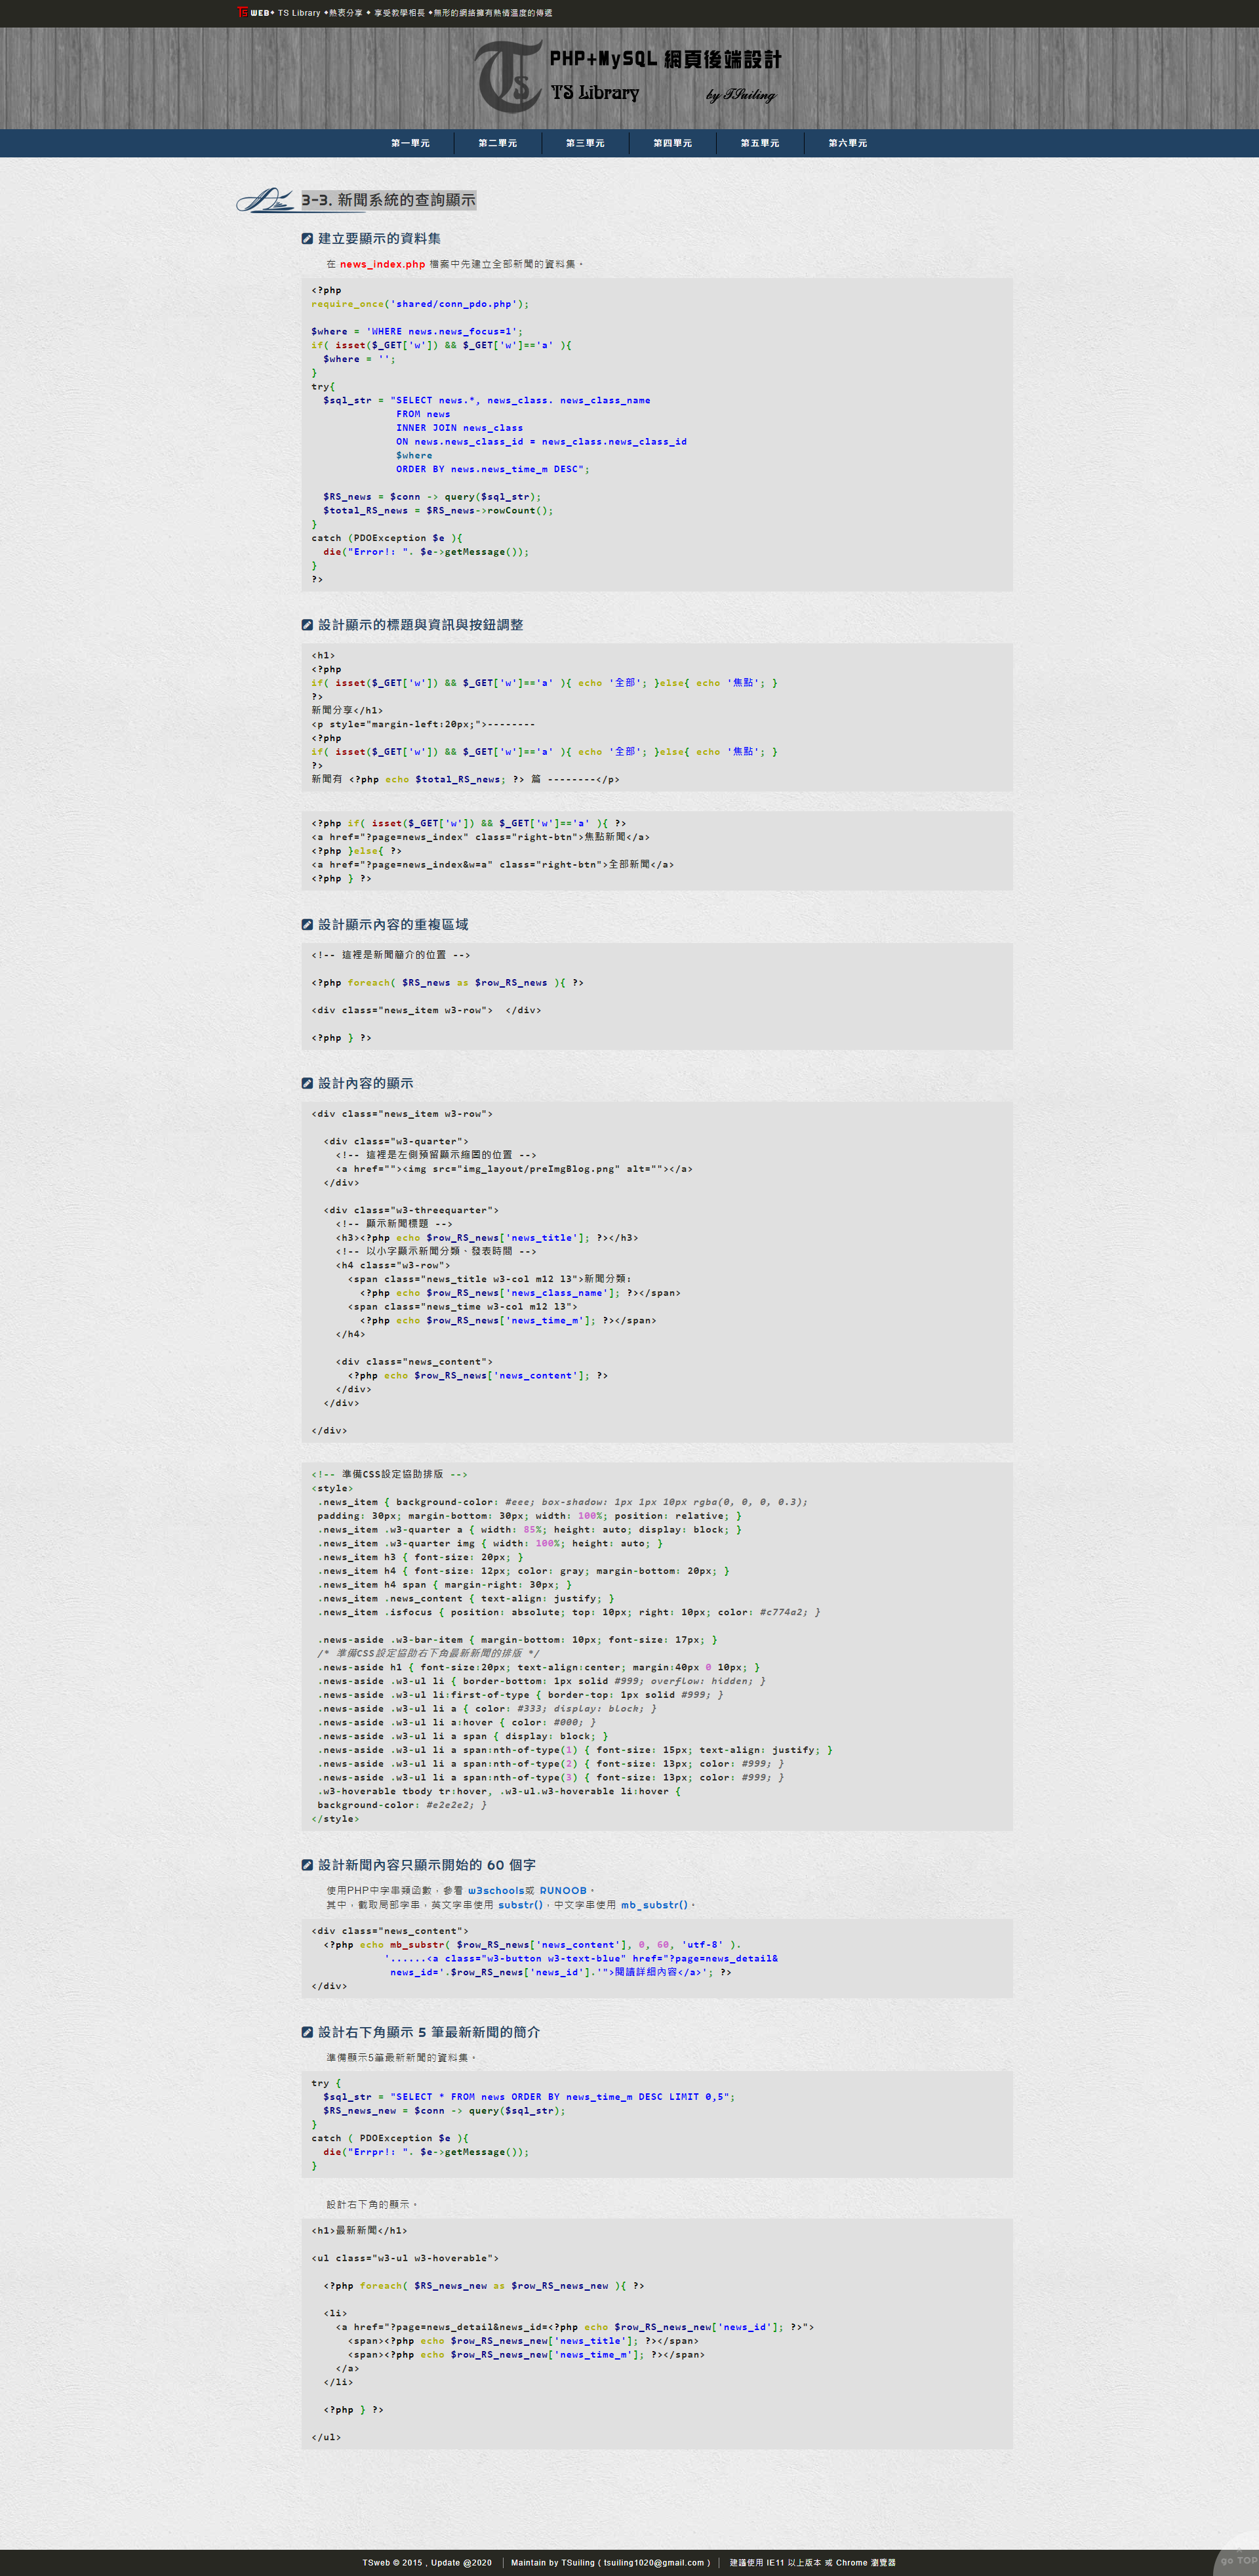 TS WEB✦ TS Library ✦熱衷分享 ✦ 享受教學相長 ✦無形的網絡擁有熱情溫度的傳遞
PHP+MySQL 網頁後端設計
TS Library by TSuiling
第一單元 第二單元 第三單元 第四單元 第五單元 第六單元
3-3. 新聞系統的查詢顯示
建立要顯示的資料集
在 news_index.php 檔案中先建立全部新聞的資料集。
<?php
require_once('shared/conn_pdo.php');
$where = 'WHERE news.news_focus=1';
if( isset($_GET['w']) && $_GET['w']=='a' ){
  $where = '';
}
try{
  $sql_str = "SELECT news.*, news_class. news_class_name
              FROM news
              INNER JOIN news_class
              ON news.news_class_id = news_class.news_class_id
              $where
              ORDER BY news.news_time_m DESC";
  $RS_news = $conn -> query($sql_str);
  $total_RS_news = $RS_news->rowCount();
}
catch (PDOException $e ){
  die("Error!: ". $e->getMessage());
}
?>
設計顯示的標題與資訊與按鈕調整
<h1>
<?php
if( isset($_GET['w']) && $_GET['w']=='a' ){ echo '全部'; }else{ echo '焦點'; }
?>
新聞分享</h1>
<p style="margin-left:20px;">--------
<?php
if( isset($_GET['w']) && $_GET['w']=='a' ){ echo '全部'; }else{ echo '焦點'; }
?>
新聞有 <?php echo $total_RS_news; ?> 篇 --------</p>
<?php if( isset($_GET['w']) && $_GET['w']=='a' ){ ?>
<a href="?page=news_index" class="right-btn">焦點新聞</a>
<?php }else{ ?>
<a href="?page=news_index&w=a" class="right-btn">全部新聞</a>
<?php } ?>
設計顯示內容的重複區域
<!-- 這裡是新聞簡介的位置 -->
<?php foreach( $RS_news as $row_RS_news ){ ?>
<div class="news_item w3-row">  </div>
<?php } ?>
設計內容的顯示
<div class="news_item w3-row">
  <div class="w3-quarter">
    <!-- 這裡是左側預留顯示縮圖的位置 -->
    <a href=""><img src="img_layout/preImgBlog.png" alt=""></a>
  </div>
  <div class="w3-threequarter">
    <!-- 顯示新聞標題 -->
    <h3><?php echo $row_RS_news['news_title']; ?></h3>
    <!-- 以小字顯示新聞分類、發表時間 -->
    <h4 class="w3-row">
      <span class="news_title w3-col m12 l3">新聞分類:
        <?php echo $row_RS_news['news_class_name']; ?></span>
      <span class="news_time w3-col m12 l3">
        <?php echo $row_RS_news['news_time_m']; ?></span>
    </h4>
    <div class="news_content">
      <?php echo $row_RS_news['news_content']; ?>
    </div>
  </div>
</div>
<!-- 準備CSS設定協助排版 -->
<style>
 .news_item { background-color: #eee; box-shadow: 1px 1px 10px rgba(0, 0, 0, 0.3);
 padding: 30px; margin-bottom: 30px; width: 100%; position: relative; }
 .news_item .w3-quarter a { width: 85%; height: auto; display: block; }
 .news_item .w3-quarter img { width: 100%; height: auto; }
 .news_item h3 { font-size: 20px; }
 .news_item h4 { font-size: 12px; color: gray; margin-bottom: 20px; }
 .news_item h4 span { margin-right: 30px; }
 .news_item .news_content { text-align: justify; }
 .news_item .isfocus { position: absolute; top: 10px; right: 10px; color: #c774a2; }
 .news-aside .w3-bar-item { margin-bottom: 10px; font-size: 17px; }
 /* 準備CSS設定協助右下角最新新聞的排版 */
 .news-aside h1 { font-size:20px; text-align:center; margin:40px 0 10px; }
 .news-aside .w3-ul li { border-bottom: 1px solid #999; overflow: hidden; }
 .news-aside .w3-ul li:first-of-type { border-top: 1px solid #999; }
 .news-aside .w3-ul li a { color: #333; display: block; }
 .news-aside .w3-ul li a:hover { color: #000; }
 .news-aside .w3-ul li a span { display: block; }
 .news-aside .w3-ul li a span:nth-of-type(1) { font-size: 15px; text-align: justify; }
 .news-aside .w3-ul li a span:nth-of-type(2) { font-size: 13px; color: #999; }
 .news-aside .w3-ul li a span:nth-of-type(3) { font-size: 13px; color: #999; }
 .w3-hoverable tbody tr:hover, .w3-ul.w3-hoverable li:hover {
 background-color: #e2e2e2; }
</style>
設計新聞內容只顯示開始的 60 個字
使用PHP中字串類函數，參看 w3schools或 RUNOOB。
其中，截取局部字串，英文字串使用 substr()，中文字串使用 mb_substr()。
<div class="news_content">
  <?php echo mb_substr( $row_RS_news['news_content'], 0, 60, 'utf-8' ).
            '......<a class="w3-button w3-text-blue" href="?page=news_detail&
             news_id='.$row_RS_news['news_id'].'">閱讀詳細內容</a>'; ?>
</div>
設計右下角顯示 5 筆最新新聞的簡介
準備顯示5筆最新新聞的資料集。
try {
  $sql_str = "SELECT * FROM news ORDER BY news_time_m DESC LIMIT 0,5";
  $RS_news_new = $conn -> query($sql_str);
}
catch ( PDOException $e ){
  die("Errpr!: ". $e->getMessage());
}
設計右下角的顯示。
<h1>最新新聞</h1>
<ul class="w3-ul w3-hoverable">
  <?php foreach( $RS_news_new as $row_RS_news_new ){ ?>
  <li>
    <a href="?page=news_detail&news_id=<?php echo $row_RS_news_new['news_id']; ?>">
      <span><?php echo $row_RS_news_new['news_title']; ?></span>
      <span><?php echo $row_RS_news_new['news_time_m']; ?></span>
    </a>
  </li>
  <?php } ?>
</ul>
go TOP
TSweb © 2015 , Update @2020 │ Maintain by TSuiling ( tsuiling1020@gmail.com ) │ 建議使用 IE11 以上版本 或 Chrome 瀏覽器